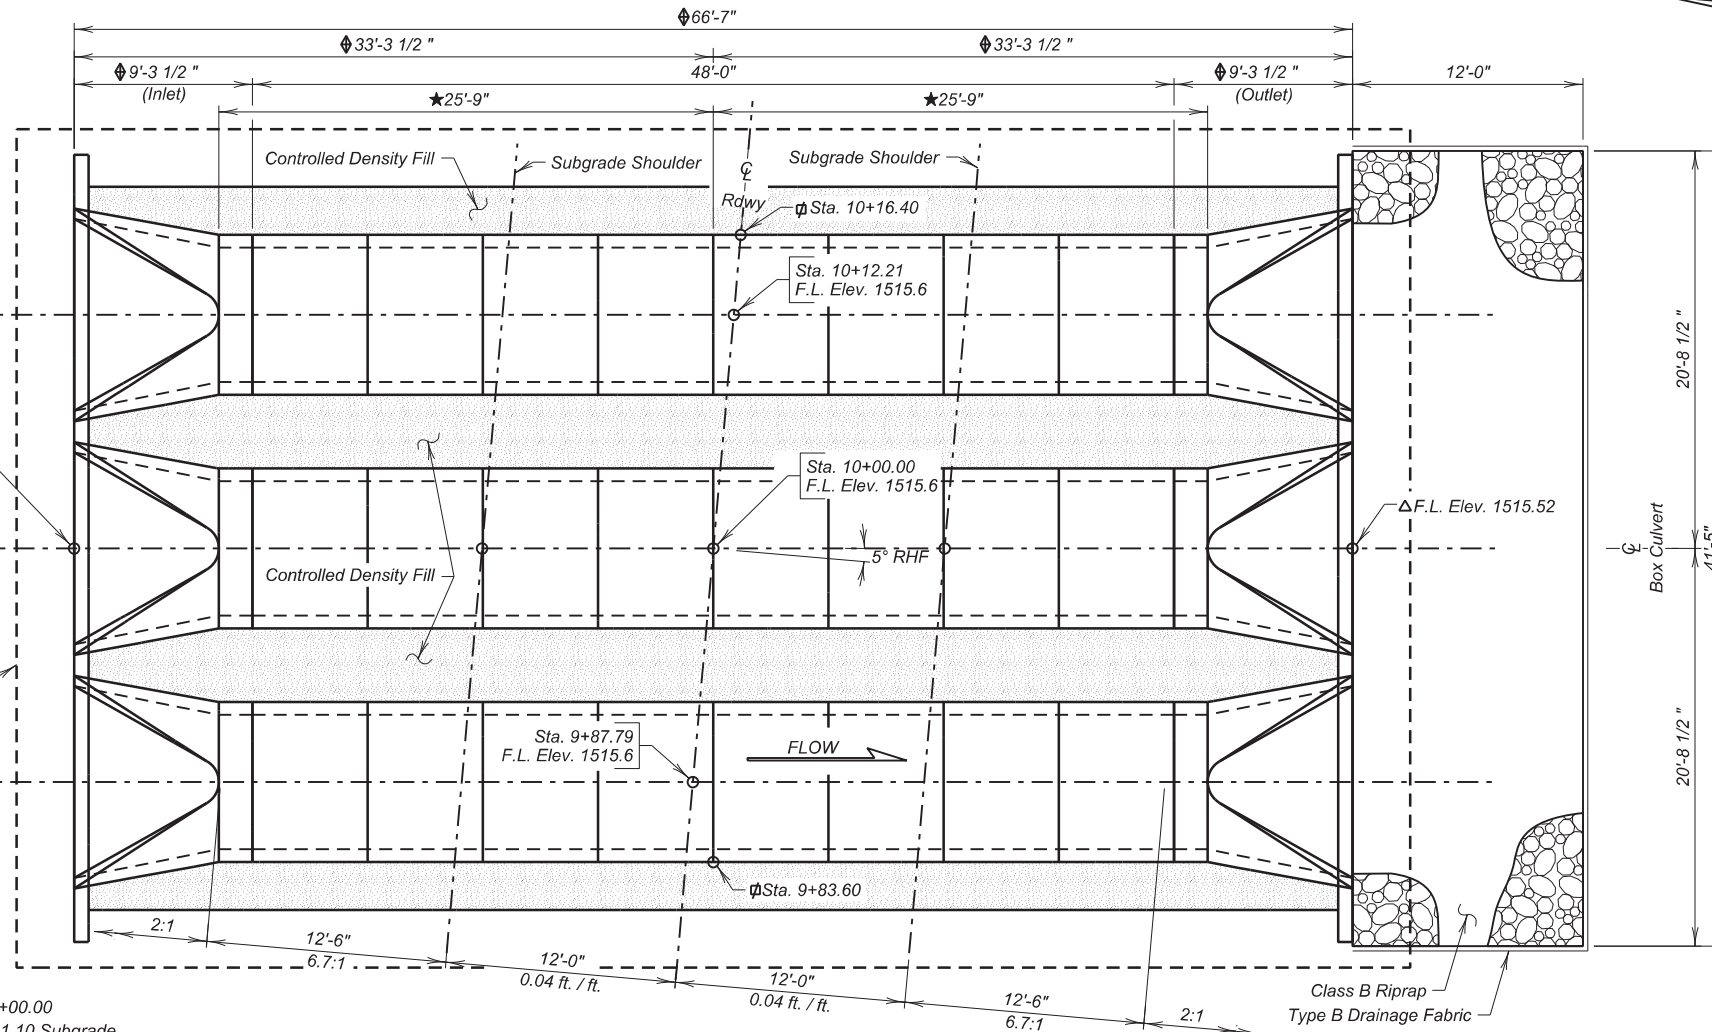 66'-7"
33'-3 1/2 "
33'-3 1/2 "
9'-3 1/2 "
48'-0"
9'-3 1/2 "
12'-0"
(Inlet)
(Outlet)
★25'-9"
★25'-9"
Controlled Density Fill
Subgrade Shoulder
Subgrade Shoulder
℄
Rdwy
Sta. 10+16.40
Sta. 10+12.21
F.L. Elev. 1515.6
20'-8 1/2 "
Sta. 10+00.00
F.L. Elev. 1515.6
△F.L. Elev. 1515.52
5° RHF
℄
Box Culvert
41'-5"
Controlled Density Fill
Sta. 9+87.79
F.L. Elev. 1515.6
FLOW
20'-8 1/2 "
Sta. 9+83.60
2:1
12'-6"
6.7:1
12'-0"
0.04 ft. / ft.
12'-0"
0.04 ft. / ft.
12'-6"
6.7:1
2:1
Class B Riprap
Type B Drainage Fabric
+00.00
1.10 Subgrade